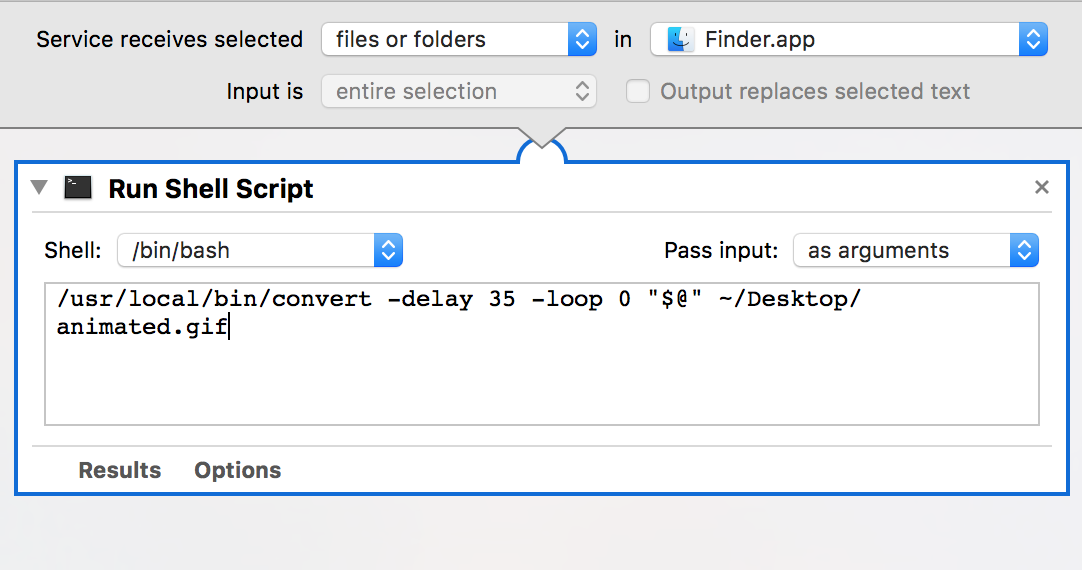 Service receives selected files or folders in Finder.app
Input is entire selection Output replaces selected text
Run Shell Script
Shell: /bin/bash Pass input: as arguments
/usr/local/bin/convert -delay 35 -loop 0 "$@" ~/Desktop/
animated.gif
Results Options